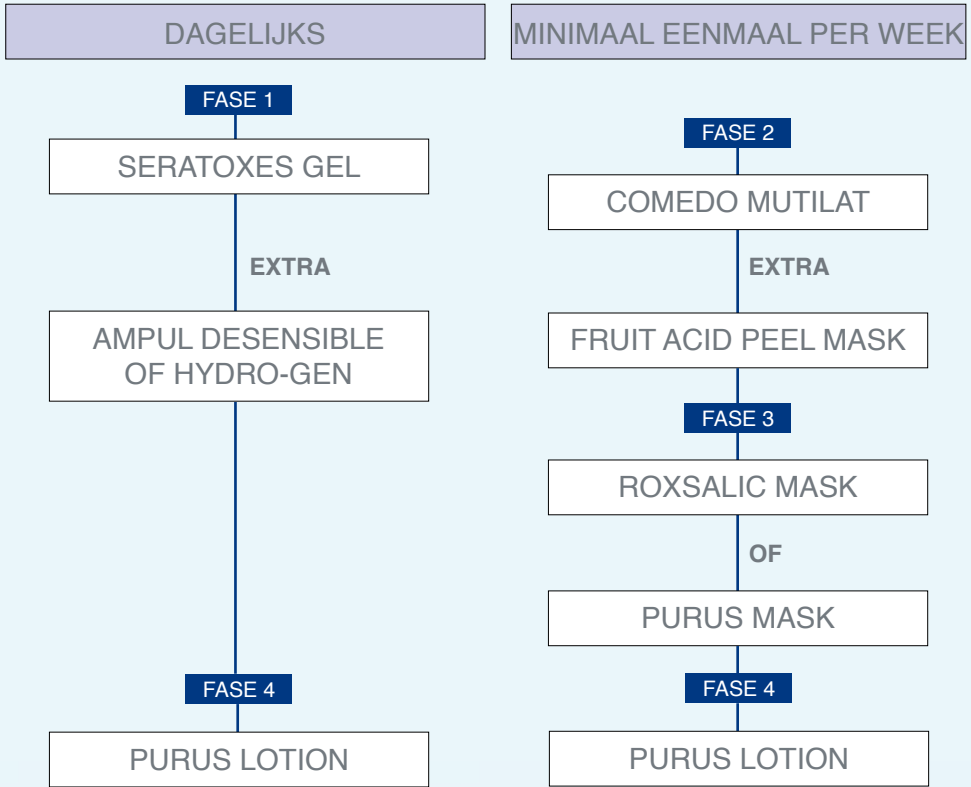 DAGELIJKS
FASE 1
SERATOXES GEL
EXTRA
AMPUL DESENSIBLE
OF HYDRO-GEN
FASE 4
PURUS LOTION
MINIMAAL EENMAAL PER WEEK
FASE 2
COMEDO MUTILAT
EXTRA
FRUIT ACID PEEL MASK
FASE 3
ROXSALIC MASK
OF
PURUS MASK
FASE 4
PURUS LOTION